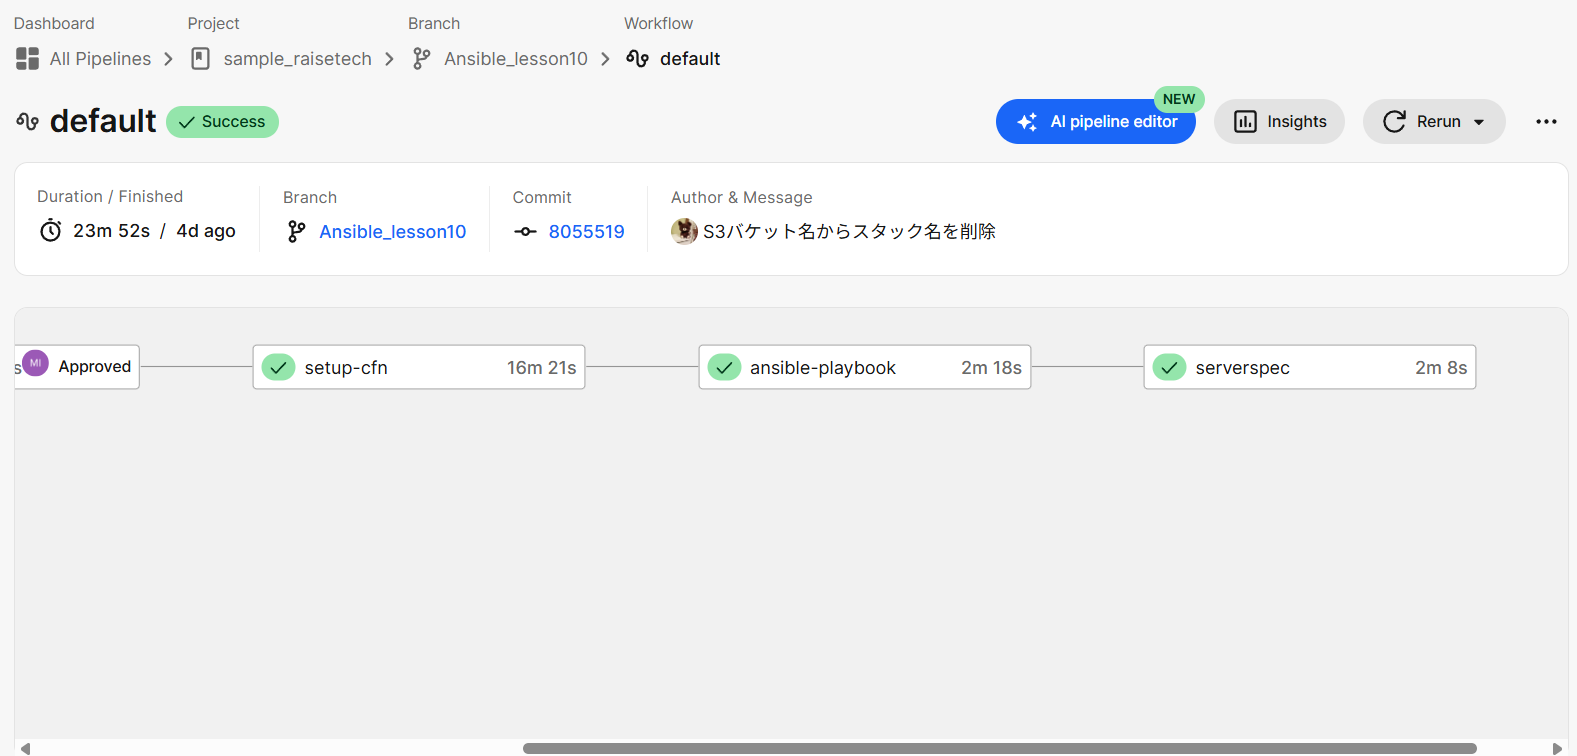 Dashboard Project Branch Workflow
All Pipelines sample_raisetech Ansible_lesson10 default
default Success NEW AI pipeline editor Insights Rerun
Duration / Finished Branch Commit Author & Message
23m 52s / 4d ago Ansible_lesson10 8055519 S3バケット名からスタック名を削除
s MI Approved setup-cfn 16m 21s ansible-playbook 2m 18s serverspec 2m 8s